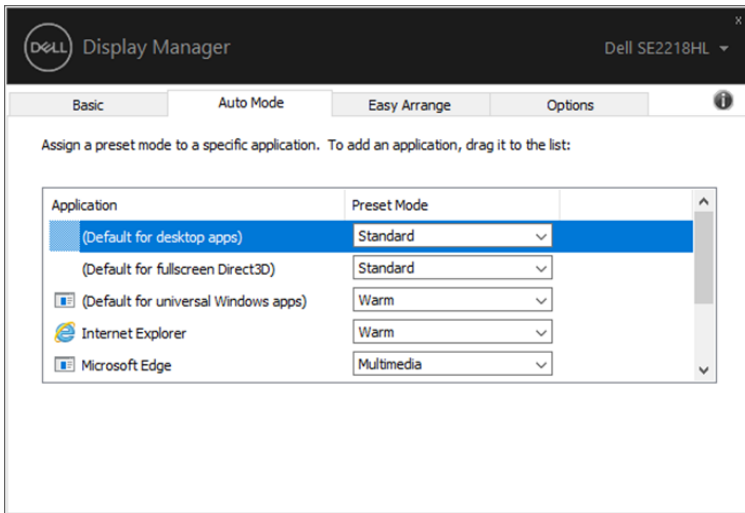 x
DELL Display Manager Dell SE2218HL
Basic Auto Mode Easy Arrange Options
Assign a preset mode to a specific application. To add an application, drag it to the list:
Application Preset Mode
(Default for desktop apps) Standard
(Default for fullscreen Direct3D) Standard
(Default for universal Windows apps) Warm
Internet Explorer Warm
Microsoft Edge Multimedia